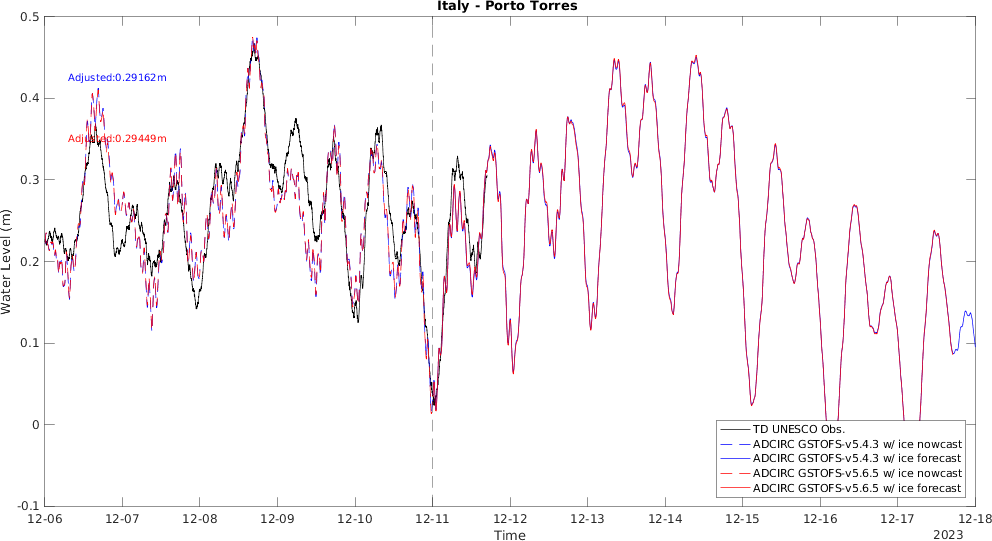 Italy - Porto Torres
Adjusted:0.29162m
Adjusted:0.29449m
Water Level (m)
0.5
0.4
0.3
0.2
0.1
0
-0.1
12-06 12-07 12-08 12-09 12-10 12-11 12-12 12-13 12-14 12-15 12-16 12-17 12-18
Time
2023
TD UNESCO Obs.
ADCIRC GSTOFS-v5.4.3 w/ ice nowcast
ADCIRC GSTOFS-v5.4.3 w/ ice forecast
ADCIRC GSTOFS-v5.6.5 w/ ice nowcast
ADCIRC GSTOFS-v5.6.5 w/ ice forecast